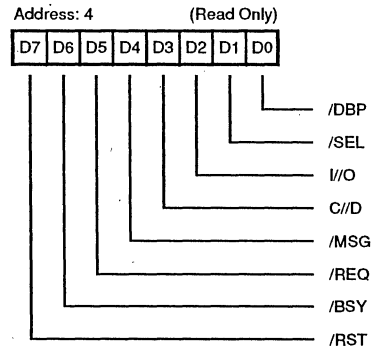 Address: 4 (Read Only)
D7 D6 D5 D4 D3 D2 D1 D0
/DBP
/SEL
I//O
C//D
/MSG
/REQ
/BSY
/RST